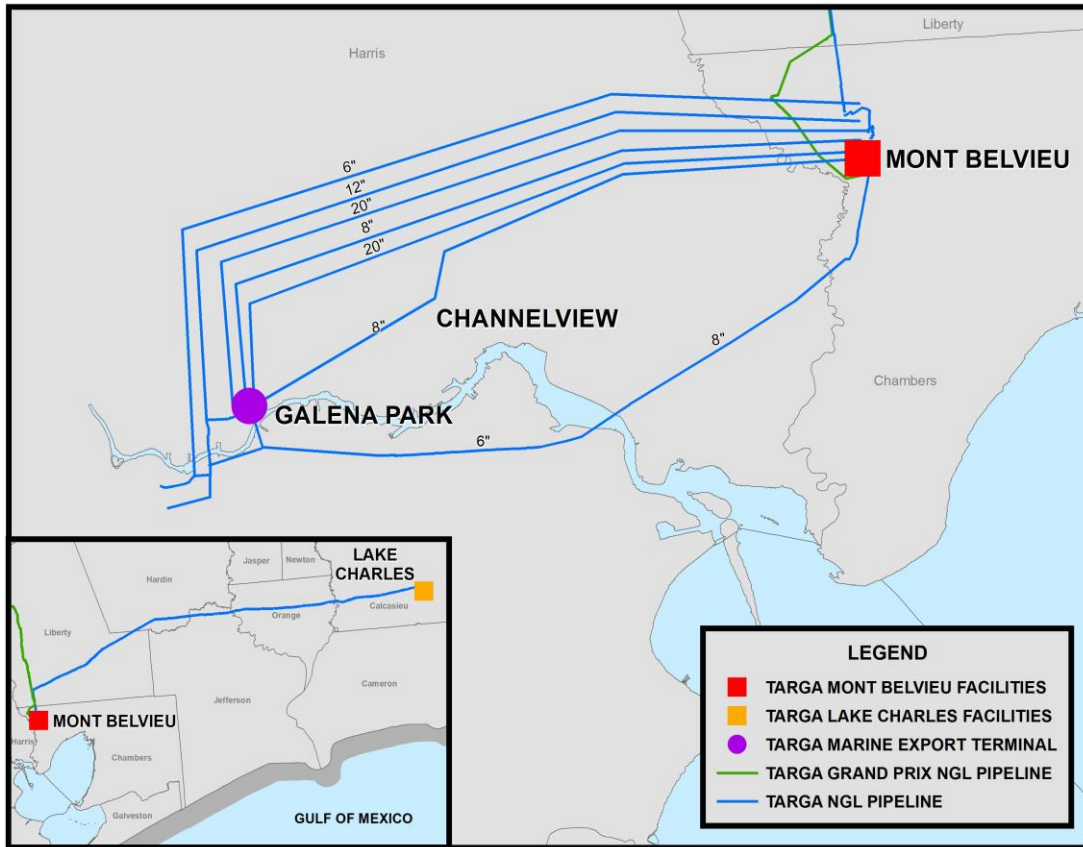 Harris
Liberty
MONT BELVIEU
6"
12"
20"
8"
20"
8"
CHANNELVIEW
8"
Chambers
GALENA PARK
6"
LAKE
CHARLES
Jasper
Newton
Hardin
Calcasieu
Orange
Liberty
Jefferson
Cameron
MONT BELVIEU
Harris
Chambers
Galveston
GULF OF MEXICO
LEGEND
TARGA MONT BELVIEU FACILITIES
TARGA LAKE CHARLES FACILITIES
TARGA MARINE EXPORT TERMINAL
TARGA GRAND PRIX NGL PIPELINE
TARGA NGL PIPELINE